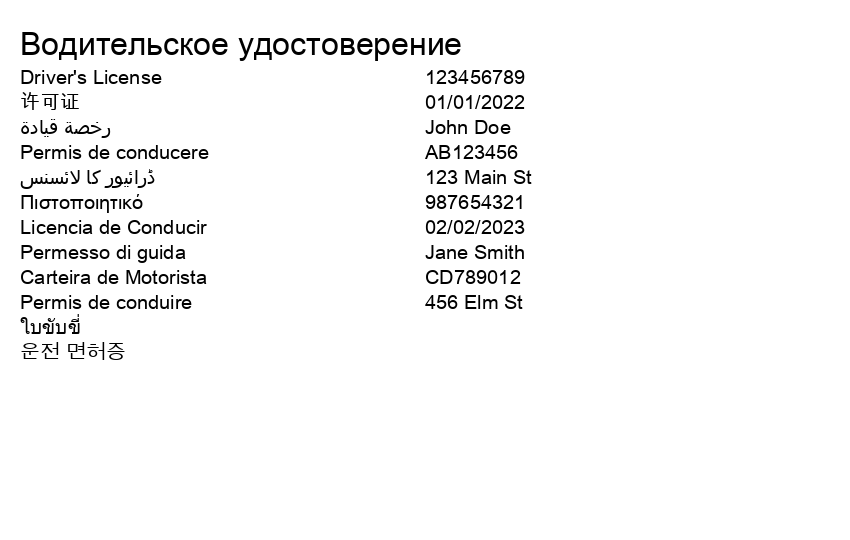 Водительское удостоверение
Driver's License 123456789
许可证 01/01/2022
رخصة قيادة John Doe
Permis de conducere AB123456
ڈرائیور کا لائسنس 123 Main St
Πιστοποιητικό 987654321
Licencia de Conducir 02/02/2023
Permesso di guida Jane Smith
Carteira de Motorista CD789012
Permis de conduire 456 Elm St
ใบขับขี่
운전 면허증